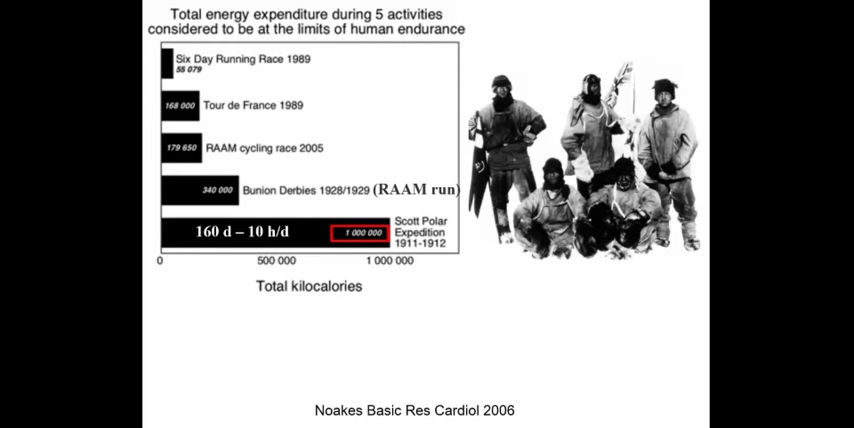 Total energy expenditure during 5 activities
considered to be at the limits of human endurance
Six Day Running Race 1989
55 079
168 000
Tour de France 1989
179 650
RAAM cycling race 2005
340 000
Bunion Derbies 1928/1929 (RAAM run)
160 d – 10 h/d
1 000 000
Scott Polar
Expedition
1911-1912
0 500 000 1 000 000
Total kilocalories
Noakes Basic Res Cardiol 2006